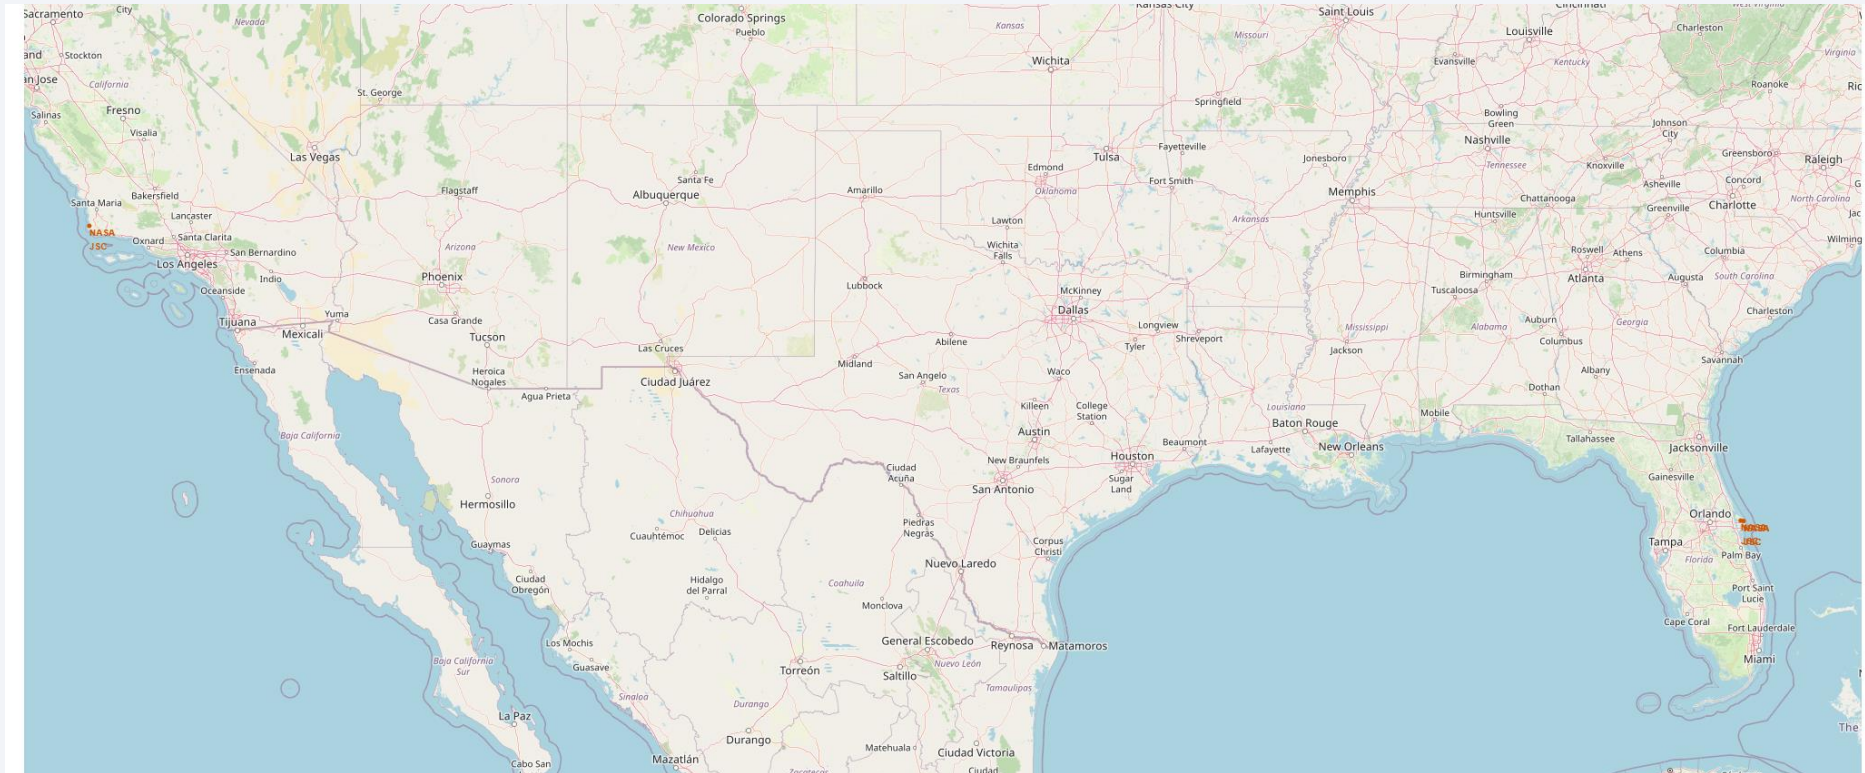 Sacramento
City
Nevada
Colorado Springs
Kansas
Kansas City
Saint Louis
Cincinnati
West Virginia
Pueblo
Missouri
Louisville
Charleston
Stockton
Virginia
Wichita
Evansville
Kentucky
California
St. George
Springfield
Roanoke
Fresno
Salinas
Visalia
Bowling
Green
Johnson
City
Nashville
Las Vegas
Tulsa
Fayetteville
Jonesboro
Tennessee
Knoxville
Greensboro
Raleigh
Edmond
Santa Fe
Fort Smith
Asheville
Concord
Bakersfield
Flagstaff
Albuquerque
Amarillo
Oklahoma
Memphis
Chattanooga
North Carolina
Santa Maria
Charlotte
Greenville
Lancaster
Lawton
Arkansas
Huntsville
NASA
JSC
Oxnard
Santa Clarita
San Bernardino
Arizona
New Mexico
Wichita
Falls
Roswell
Athens
Columbia
Los Angeles
Indio
Phoenix
Atlanta
Birmingham
Augusta
South Carolina
Oceanside
Lubbock
McKinney
Tuscaloosa
Yuma
Casa Grande
Dallas
Charleston
Tijuana
Mexicali
Longview
Mississippi
Alabama
Auburn
Georgia
Tucson
Abilene
Shreveport
Columbus
Las Cruces
Tyler
Jackson
Savannah
Ensenada
Heroica
Nogales
Midland
Waco
Albany
Ciudad Juárez
San Angelo
Texas
Dothan
Agua Prieta
Killeen
College
Station
Louisiana
Mobile
Baton Rouge
Baja California
Austin
Beaumont
Lafayette
New Orleans
Tallahassee
Jacksonville
New Braunfels
Houston
Ciudad
Acuña
Sonora
Sugar
Land
Gainesville
San Antonio
Hermosillo
Chihuahua
Orlando
Cuauhtémoc
Delicias
Piedras
Negras
NASA
JSC
Guaymas
Corpus
Christi
Tampa
Palm Bay
Florida
Nuevo Laredo
Ciudad
Obregón
Hidalgo
del Parral
Coahuila
Port Saint
Lucie
Monclova
Cape Coral
Fort Lauderdale
Los Mochis
General Escobedo
Reynosa
Matamoros
Miami
Baja California
Sur
Guasave
Torreón
Nuevo León
Saltillo
Sinaloa
Durango
Tamaulipas
La Paz
The
Durango
Matehuala
Ciudad Victoria
Mazatlán
Cabo San
Zacatecas
Ciudad